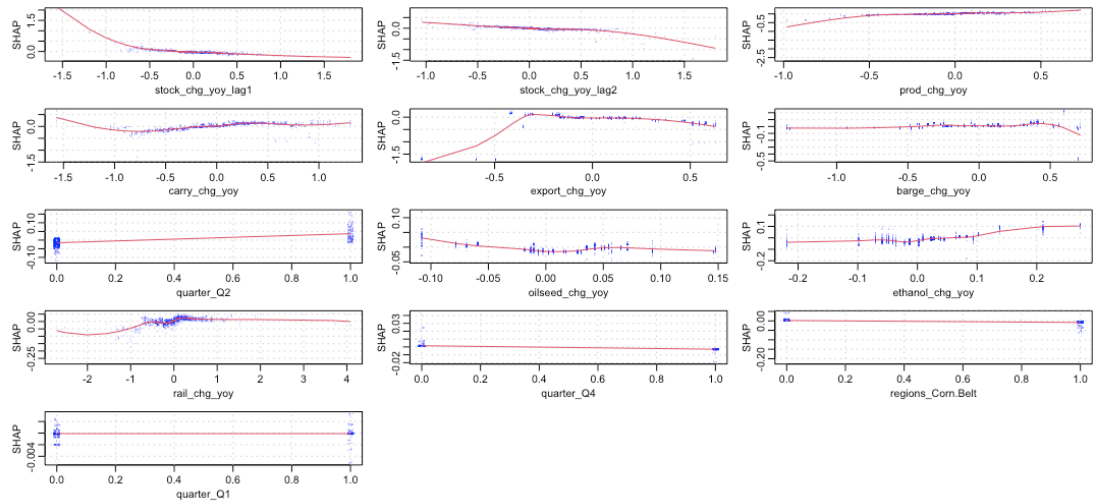 SHAP
0.0 1.0 2.0
-1.5 -1.0 -0.5 0.0 0.5 1.0 1.5
stock_chg_yoy_lag1
SHAP
-1.5 0.0
-1.0 -0.5 0.0 0.5 1.0 1.5
stock_chg_yoy_lag2
SHAP
-2.5 -0.5
-1.0 -0.5 0.0 0.5
prod_chg_yoy
SHAP
-1.5 0.0
-1.5 -1.0 -0.5 0.0 0.5 1.0
carry_chg_yoy
SHAP
-1.5 0.0
-0.5 0.0 0.5
export_chg_yoy
SHAP
-0.5 -0.1
-1.0 -0.5 0.0 0.5
barge_chg_yoy
SHAP
-0.10 0.10
0.0 0.2 0.4 0.6 0.8 1.0
quarter_Q2
SHAP
-0.05 0.10
-0.10 -0.05 0.00 0.05 0.10 0.15
oilseed_chg_yoy
SHAP
-0.2 0.1
-0.2 -0.1 0.0 0.1 0.2
ethanol_chg_yoy
SHAP
-0.25 0.00
-2 -1 0 1 2 3 4
rail_chg_yoy
SHAP
-0.02 0.03
0.0 0.2 0.4 0.6 0.8 1.0
quarter_Q4
SHAP
-0.20 0.00
0.0 0.2 0.4 0.6 0.8 1.0
regions_Corn.Belt
SHAP
-0.004
0.0 0.2 0.4 0.6 0.8 1.0
quarter_Q1